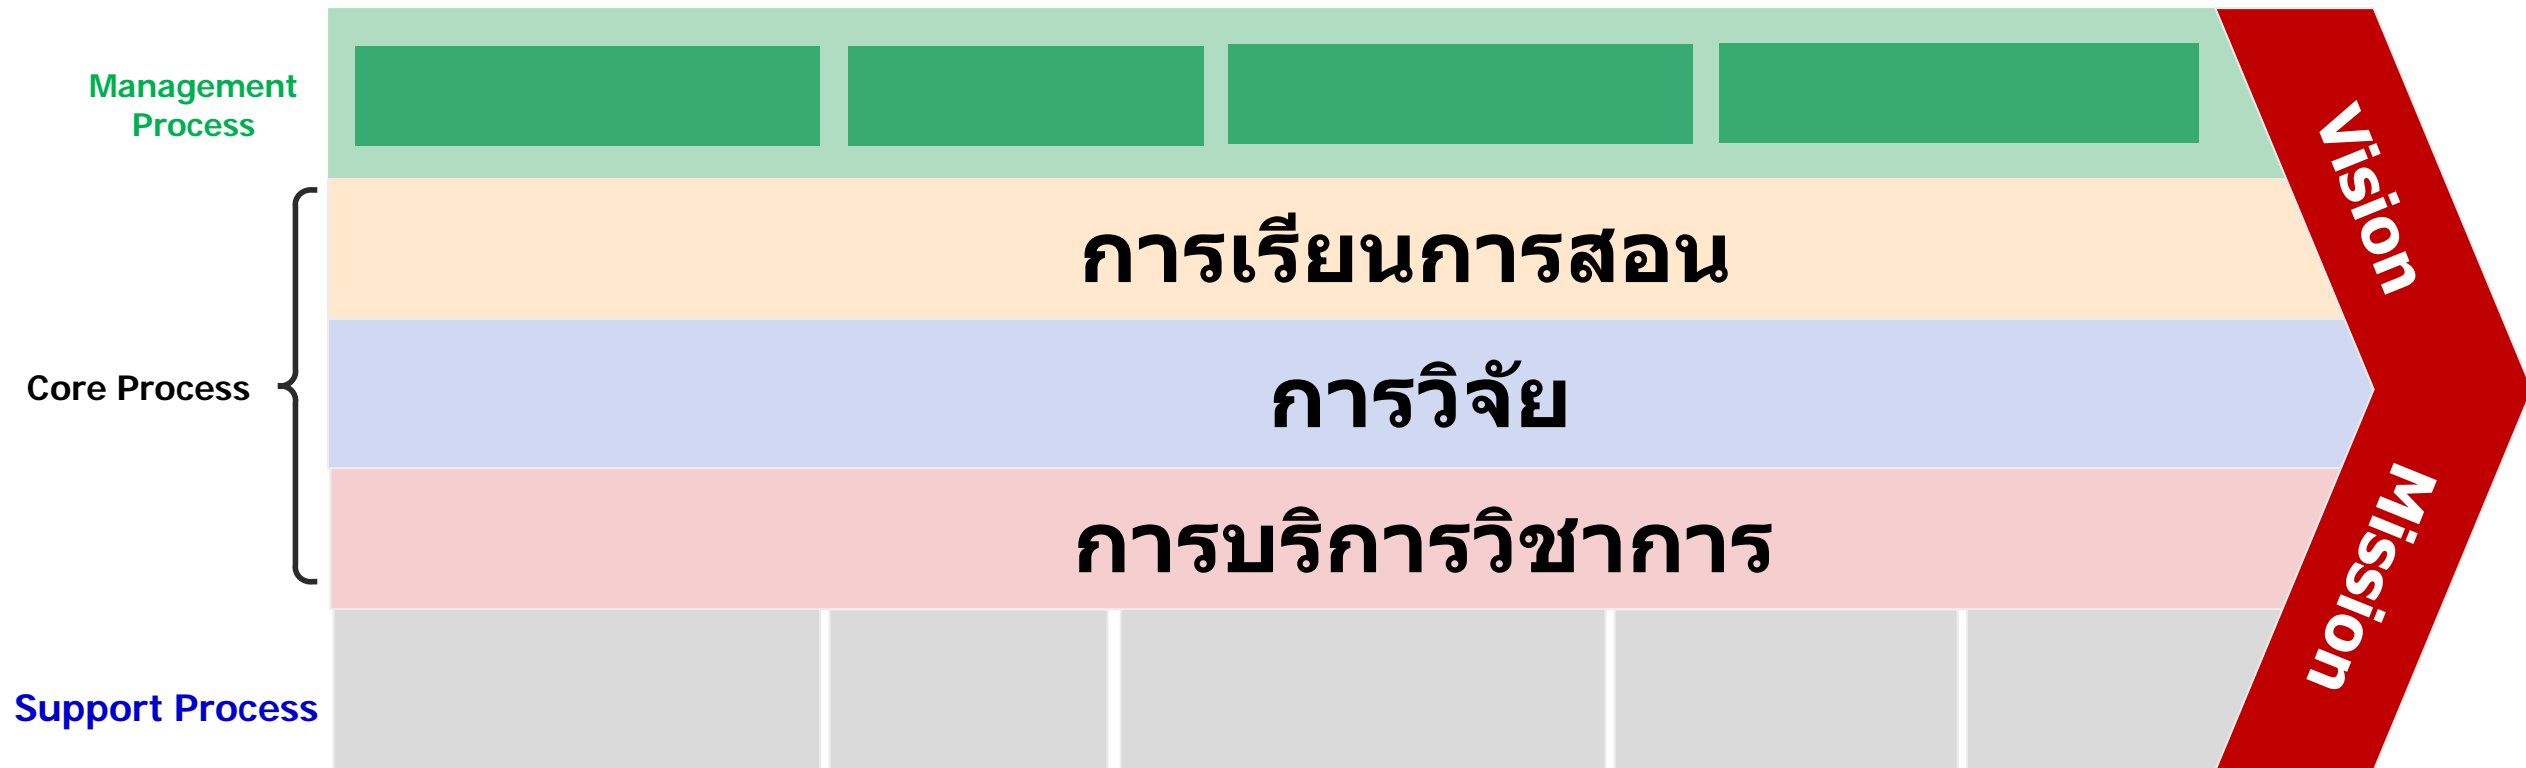 Management
Process
Vision
การเรียนการสอน
Core Process
การวิจัย
การบริการวิชาการ
Mission
Support Process